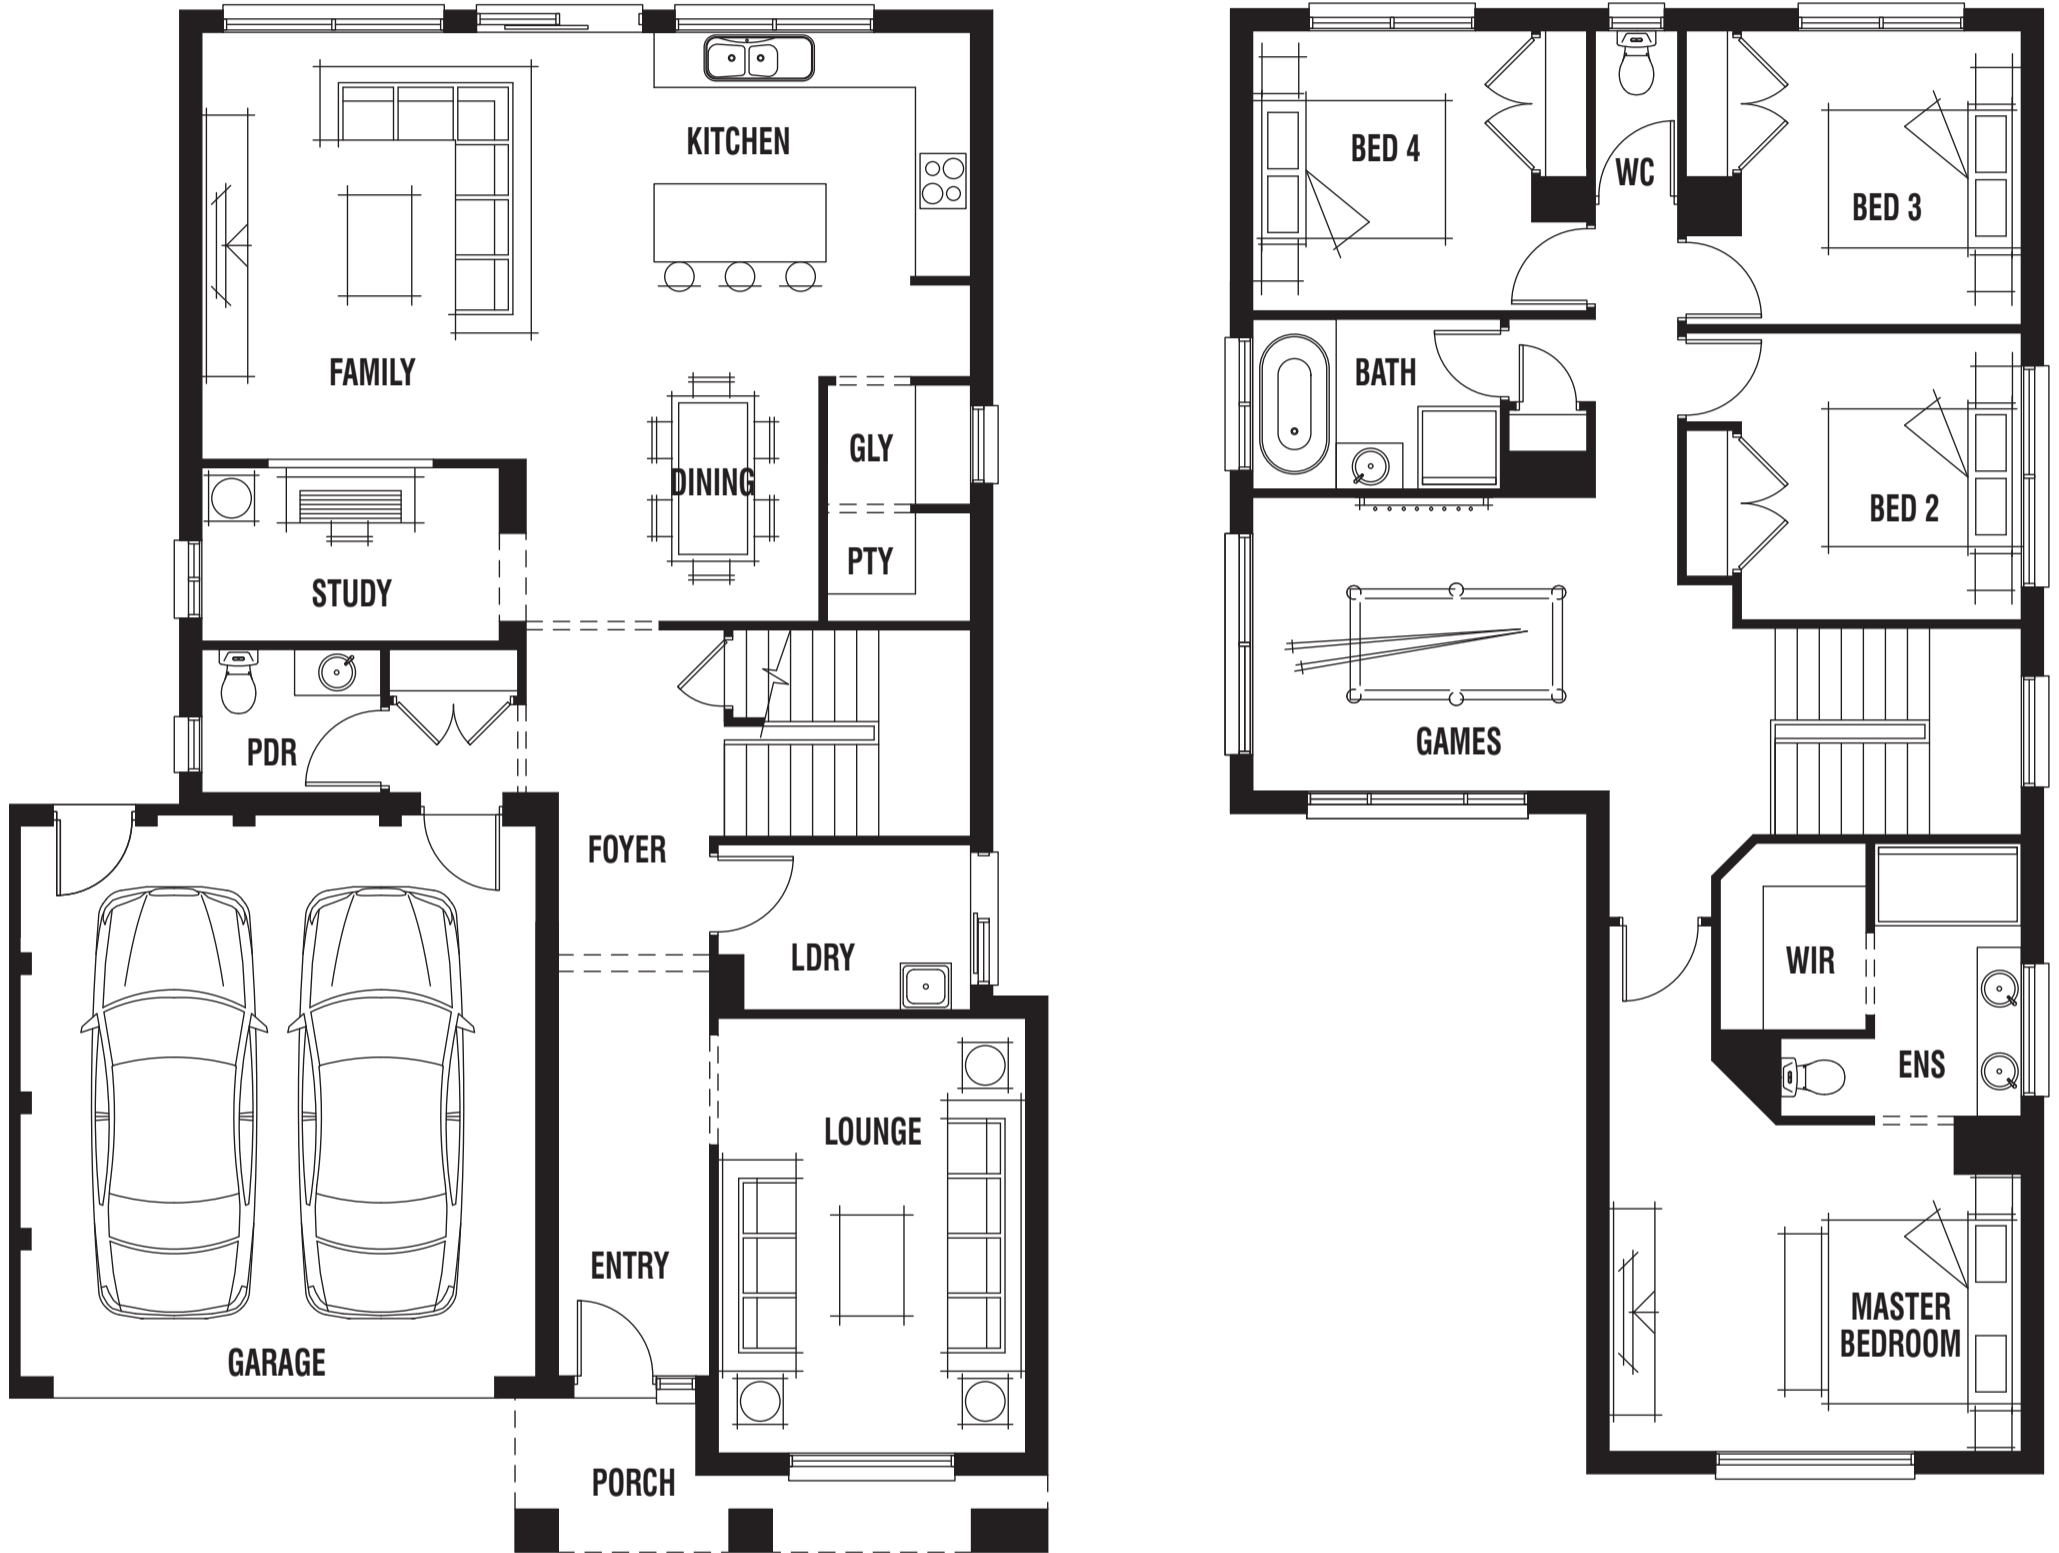 KITCHEN
FAMILY
GLY
DINING
PTY
STUDY
PDR
FOYER
LDRY
LOUNGE
ENTRY
GARAGE
PORCH
BED 4
WC
BED 3
BATH
BED 2
GAMES
WIR
ENS
MASTER
BEDROOM